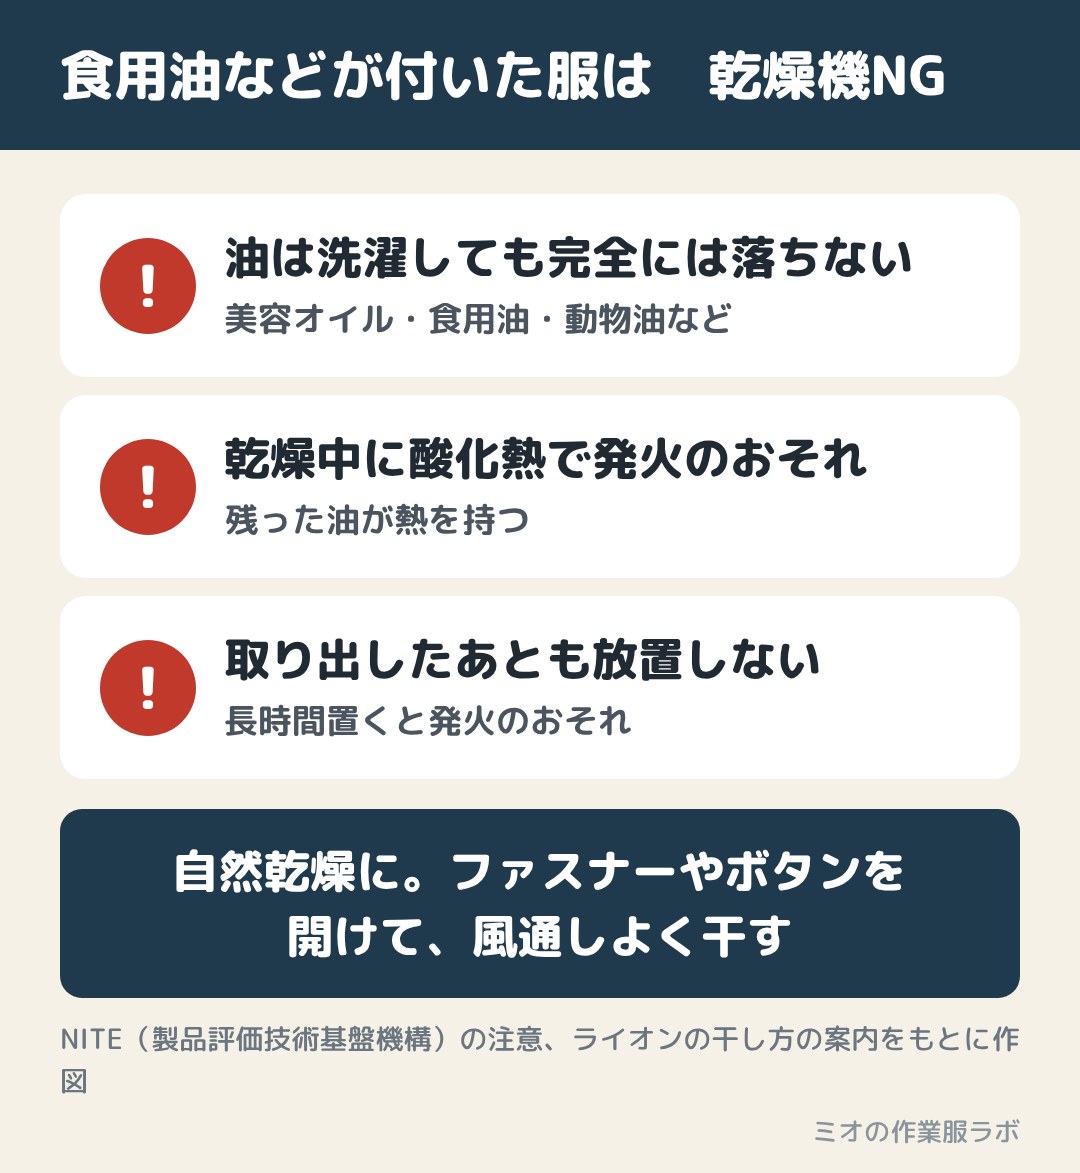 食用油などが付いた服は　乾燥機NG
!
油は洗濯しても完全には落ちない
美容オイル・食用油・動物油など
!
乾燥中に酸化熱で発火のおそれ
残った油が熱を持つ
!
取り出したあとも放置しない
長時間置くと発火のおそれ
自然乾燥に。ファスナーやボタンを
開けて、風通しよく干す
NITE（製品評価技術基盤機構）の注意、ライオンの干し方の案内をもとに作
図
ミオの作業服ラボ